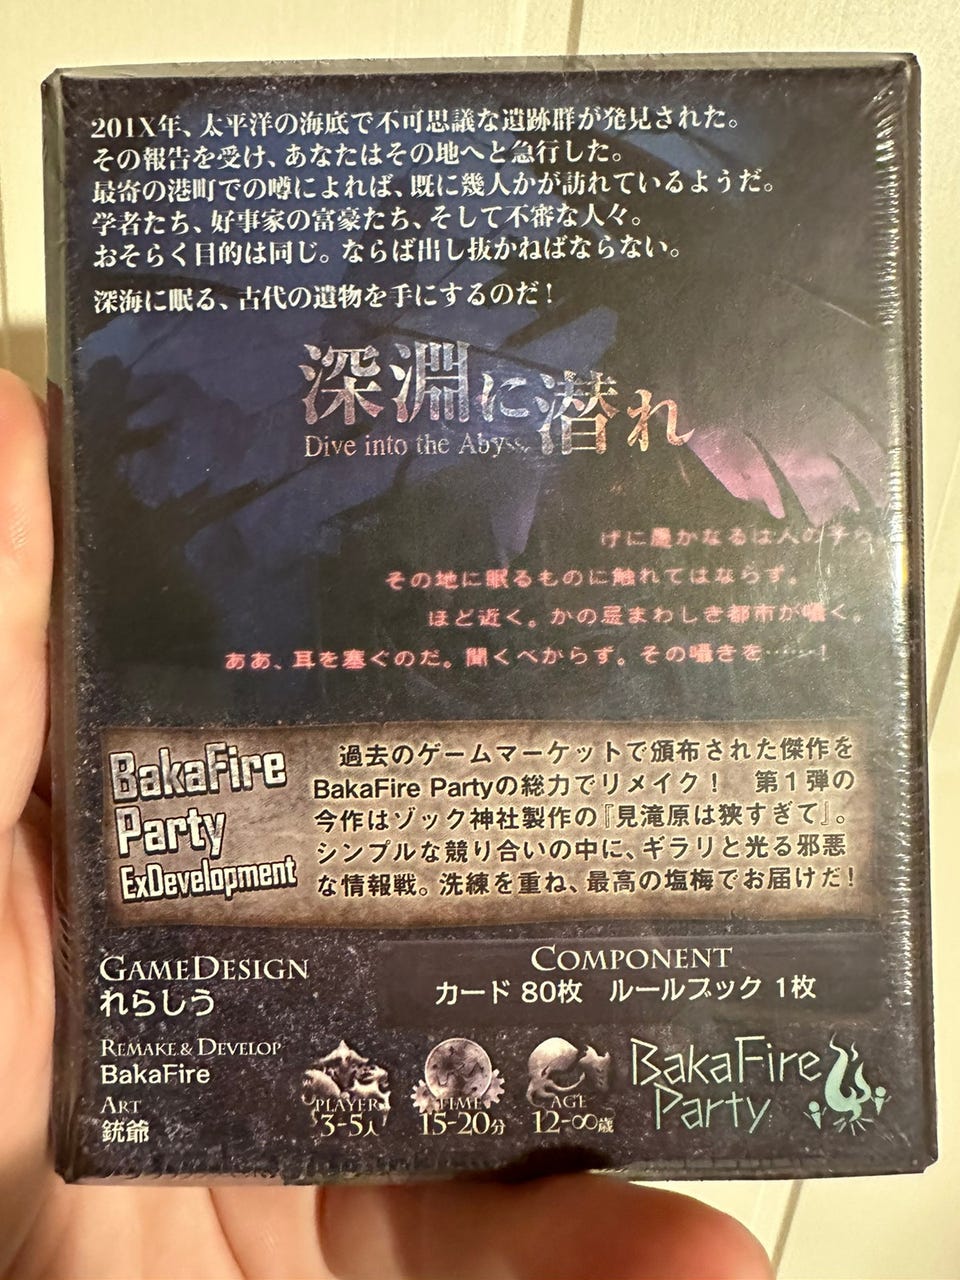 201X年、太平洋の海底で不可思議な遺跡群が発見された。
その報告を受け、あなたはその地へと急行した。
最寄の港町での噂によれば、既に幾人かが訪れているようだ。
学者たち、好事家の富豪たち、そして不審な人々。
おそらく目的は同じ。ならば出し抜かねばならない。
深海に眠る、古代の遺物を手にするのだ！
深淵に潜れ
Dive into the Abyss.
げに愚かなるは人の子ら
その地に眠るものに触れてはならず。
ほど近く。かの忌まわしき都市が囁く。
ああ、耳を塞ぐのだ。聞くべからず。その囁きを……！
BakaFire
Party
ExDevelopment
過去のゲームマーケットで頒布された傑作を
BakaFire Partyの総力でリメイク！ 第1弾の
今作はゾック神社製作の『見滝原は狭すぎて』。
シンプルな競り合いの中に、ギラリと光る邪悪
な情報戦。洗練を重ね、最高の塩梅でお届けだ！
GAMEDESIGN
れらしう
REMAKE & DEVELOP
BakaFire
ART
銃爺
COMPONENT
カード 80枚 ルールブック 1枚
PLAYER
3-5人
TIME
15-20分
AGE
12-∞歳
BakaFire
Party